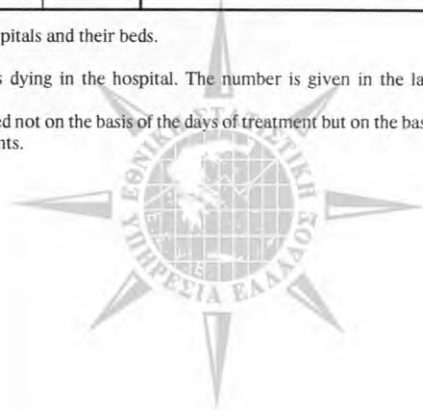 pitals and their beds.
s dying in the hospital. The number is given in the la
ed not on the basis of the days of treatment but on the bas
nts.
ΕΘΝΙΚΗ ΣΤΑΤΙΣΤΙΚΗ
ΥΠΗΡΕΣΙΑ ΕΛΛΑΔΟΣ
Ε Σ Υ Ε